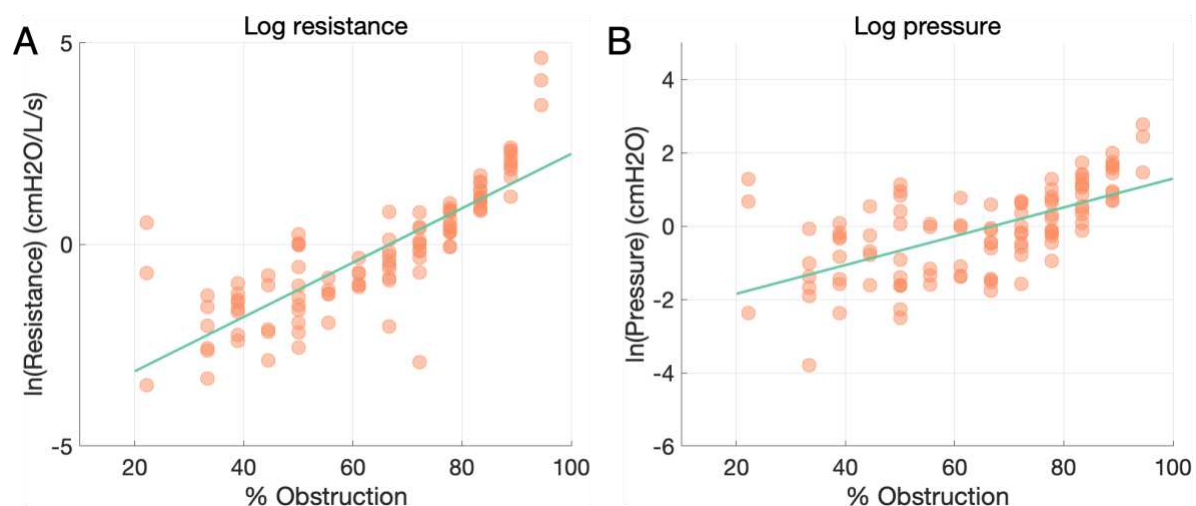 A
Log resistance
ln(Resistance) (cmH2O/L/s)
5
0
-5
20 40 60 80 100
% Obstruction
B
Log pressure
ln(Pressure) (cmH2O)
4
2
0
-2
-4
-6
20 40 60 80 100
% Obstruction